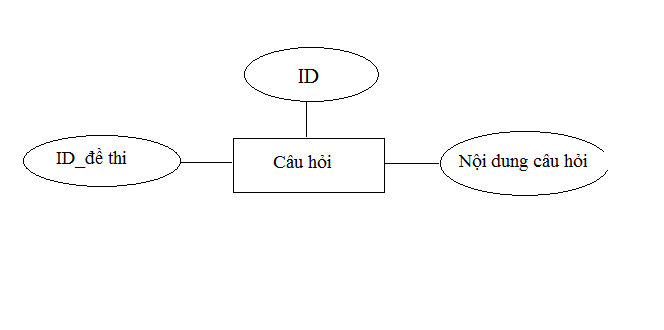 ID
ID_đề thi
Câu hỏi
Nội dung câu hỏi